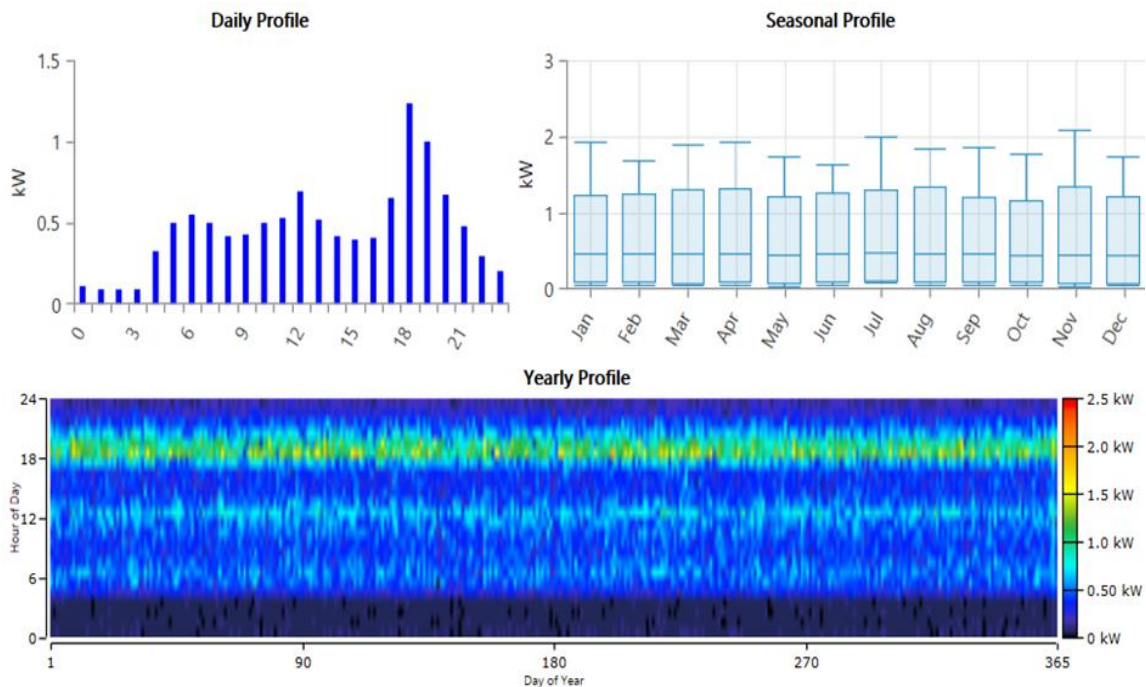 Daily Profile
1.5
1
0.5
0
kW
0 3 6 9 12 15 18 21
Seasonal Profile
3
2
1
0
kW
Jan Feb Mar Apr May Jun Jul Aug Sep Oct Nov Dec
Yearly Profile
24
18
12
6
0
Hour of Day
2.5 kW
2.0 kW
1.5 kW
1.0 kW
0.50 kW
0 kW
1 90 180 270 365
Day of Year